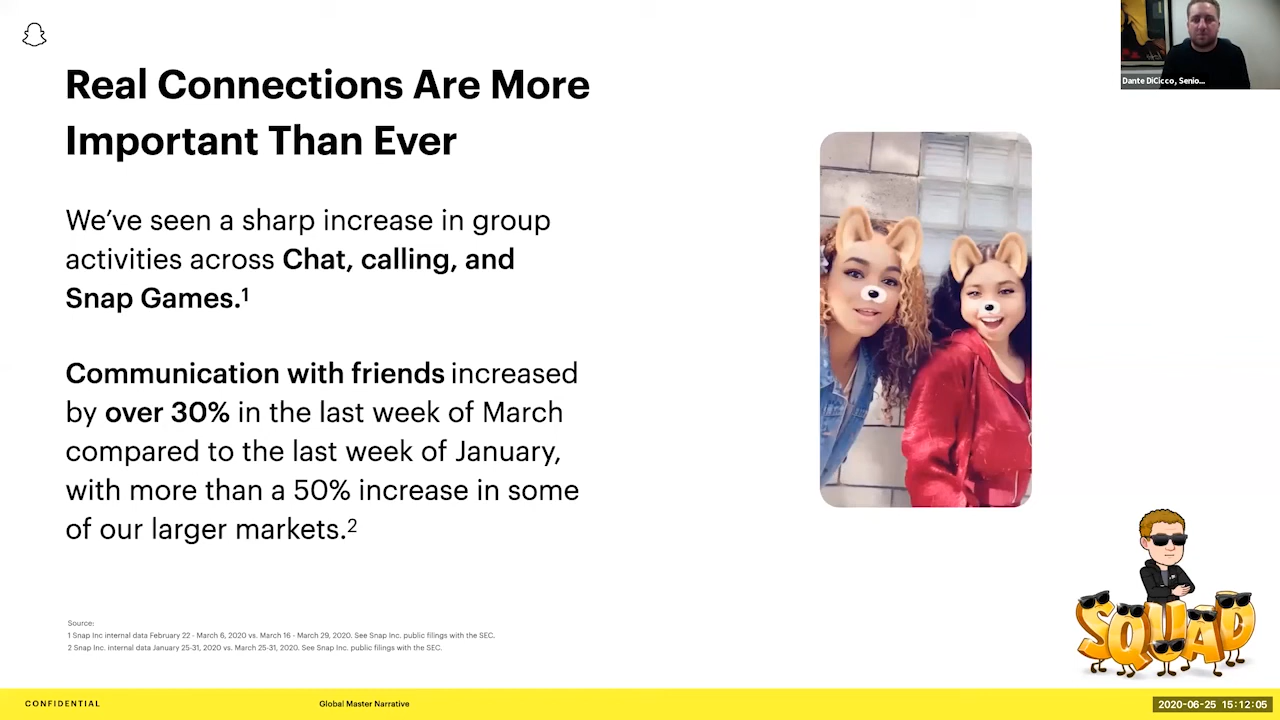 Real Connections Are More
Important Than Ever
We’ve seen a sharp increase in group
activities across Chat, calling, and
Snap Games.¹
Communication with friends increased
by over 30% in the last week of March
compared to the last week of January,
with more than a 50% increase in some
of our larger markets.²
Source:
1 Snap Inc internal data February 22 - March 6, 2020 vs. March 16 - March 29, 2020. See Snap Inc. public filings with the SEC.
2 Snap Inc. internal data January 25-31, 2020 vs. March 25-31, 2020. See Snap Inc. public filings with the SEC.
CONFIDENTIAL
Global Master Narrative
Dante DiCicco, Senio...
SQUAD
2020-06-25 15:12:05